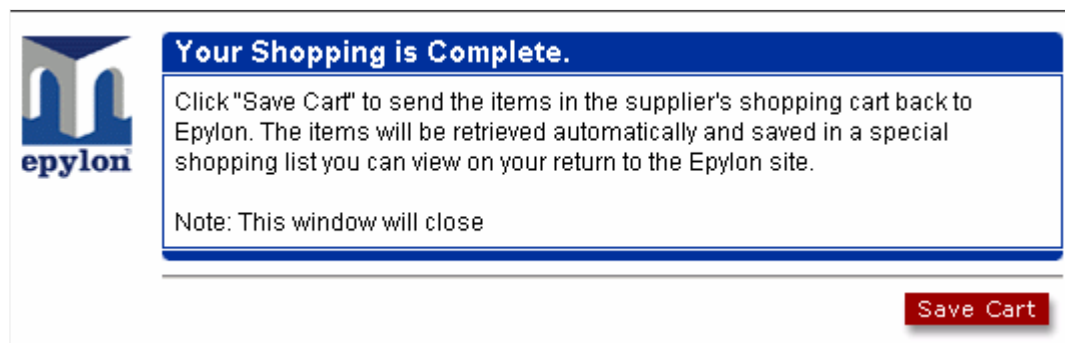 Your Shopping is Complete.
Click "Save Cart" to send the items in the supplier's shopping cart back to
Epylon. The items will be retrieved automatically and saved in a special
shopping list you can view on your return to the Epylon site.
Note: This window will close
epylon
Save Cart